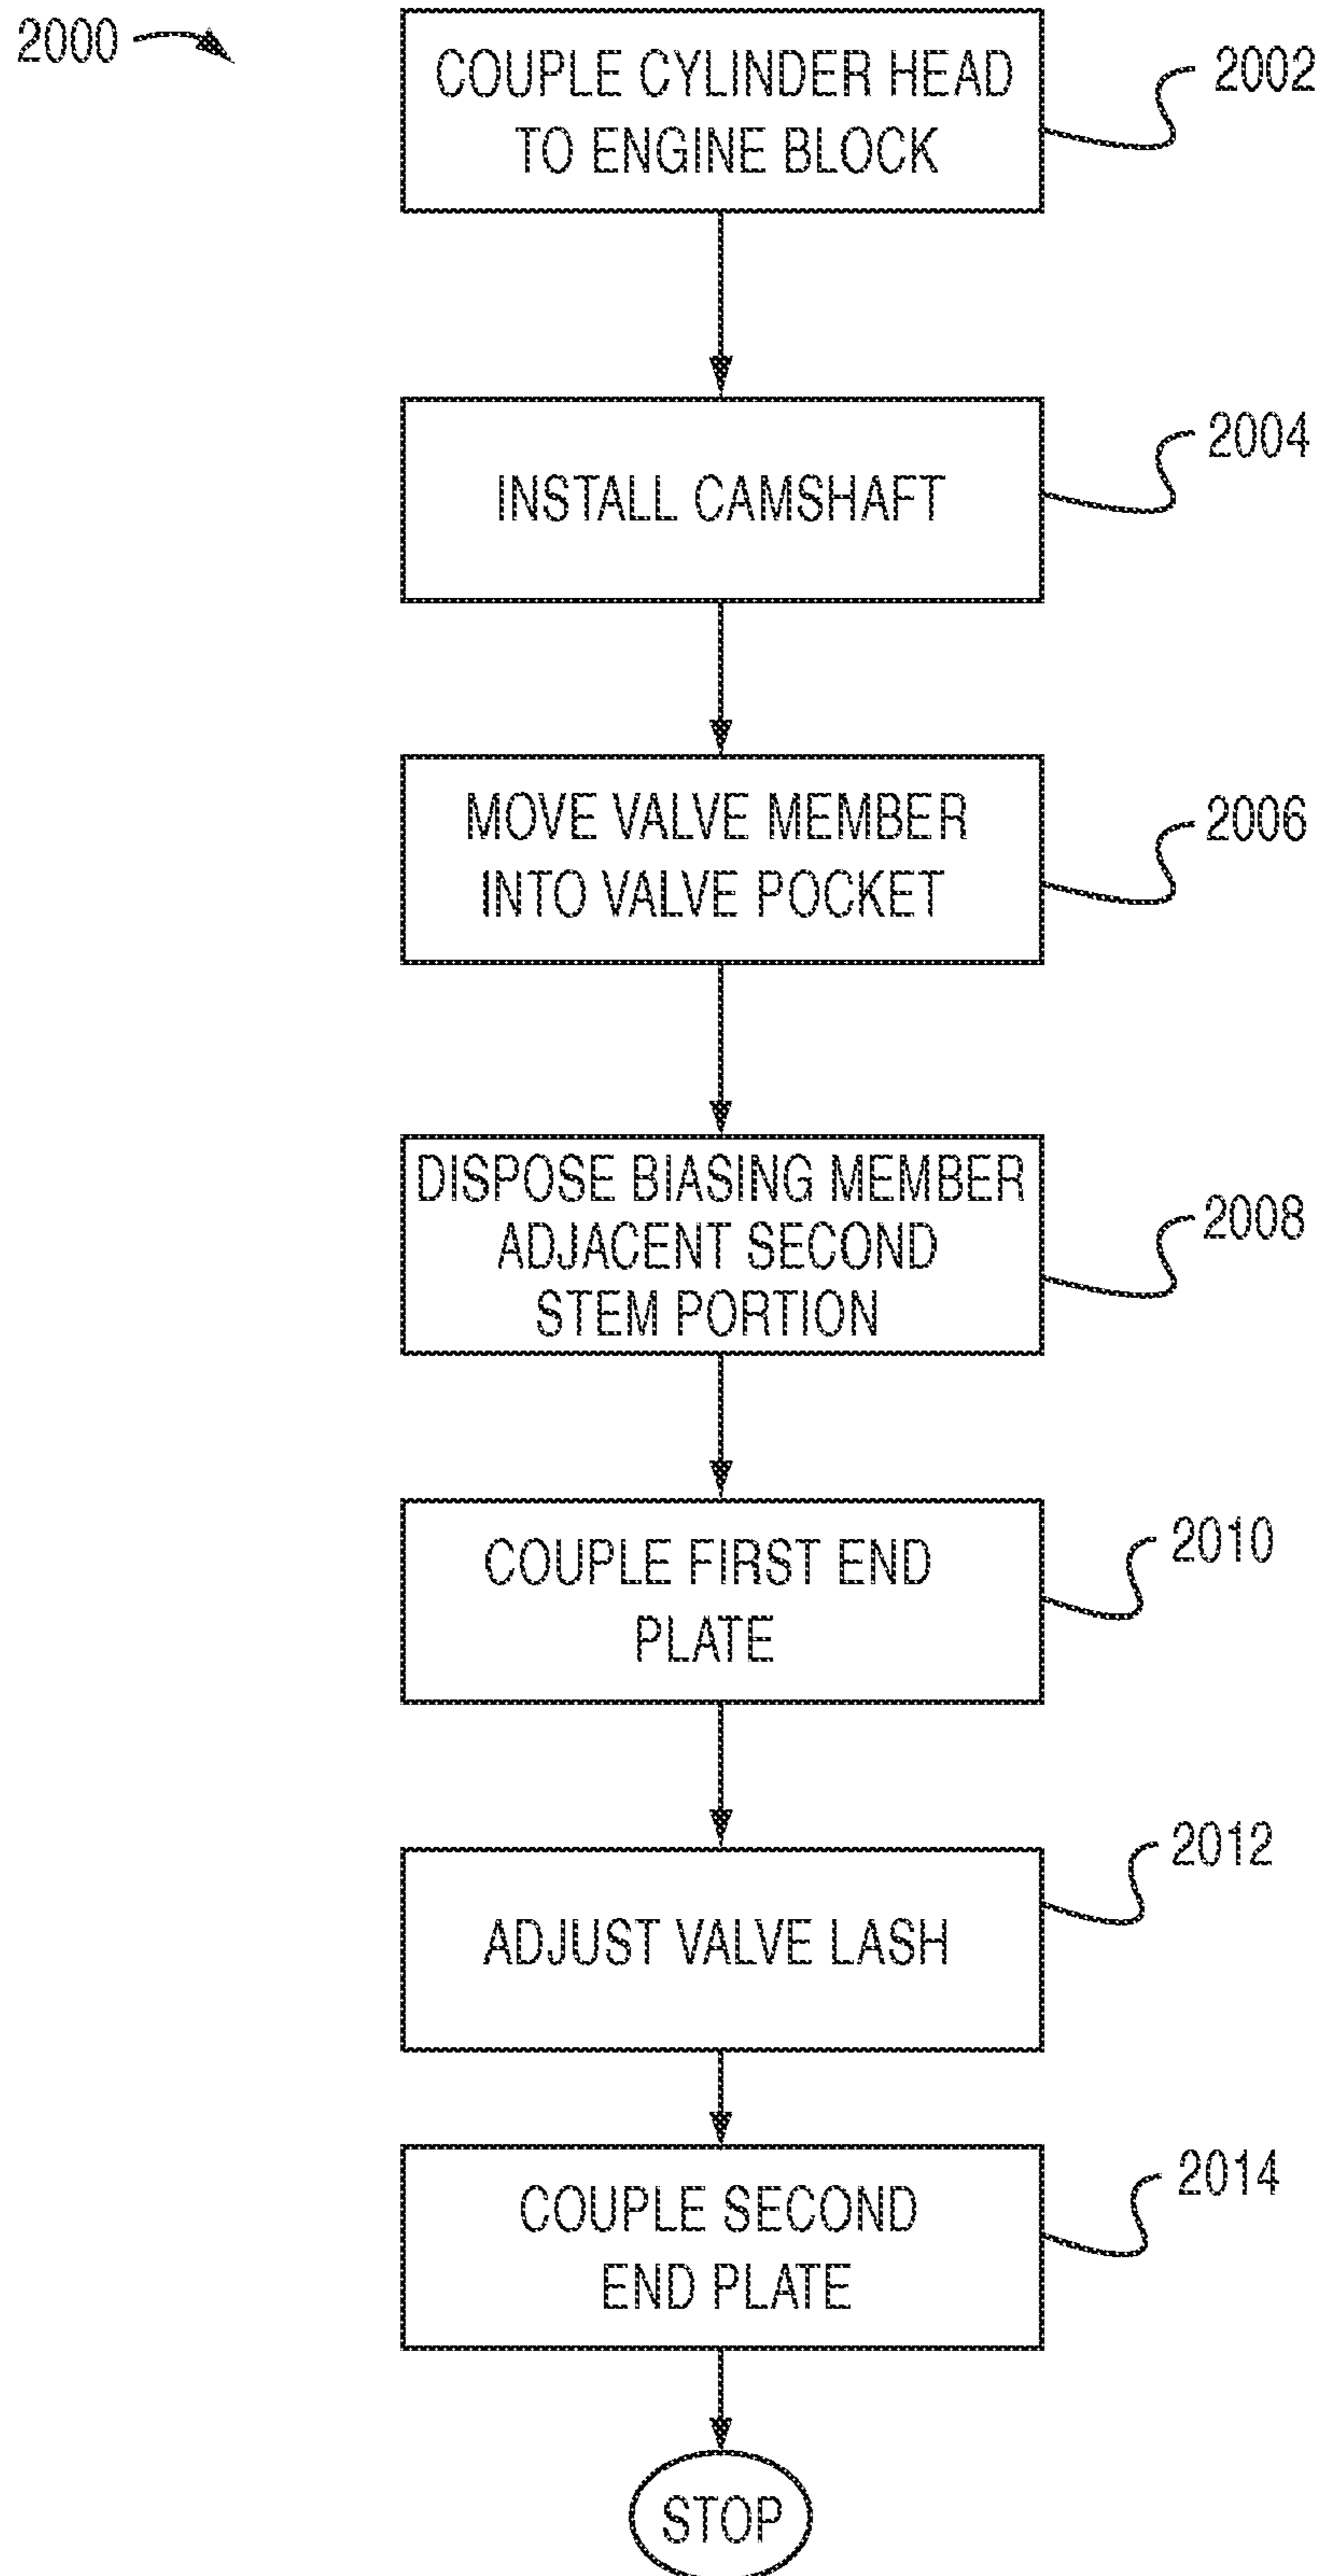 2000
COUPLE CYLINDER HEAD
TO ENGINE BLOCK
2002
INSTALL CAMSHAFT
2004
MOVE VALVE MEMBER
INTO VALVE POCKET
2006
DISPOSE BIASING MEMBER
ADJACENT SECOND
STEM PORTION
2008
COUPLE FIRST END
PLATE
2010
ADJUST VALVE LASH
2012
COUPLE SECOND
END PLATE
2014
STOP